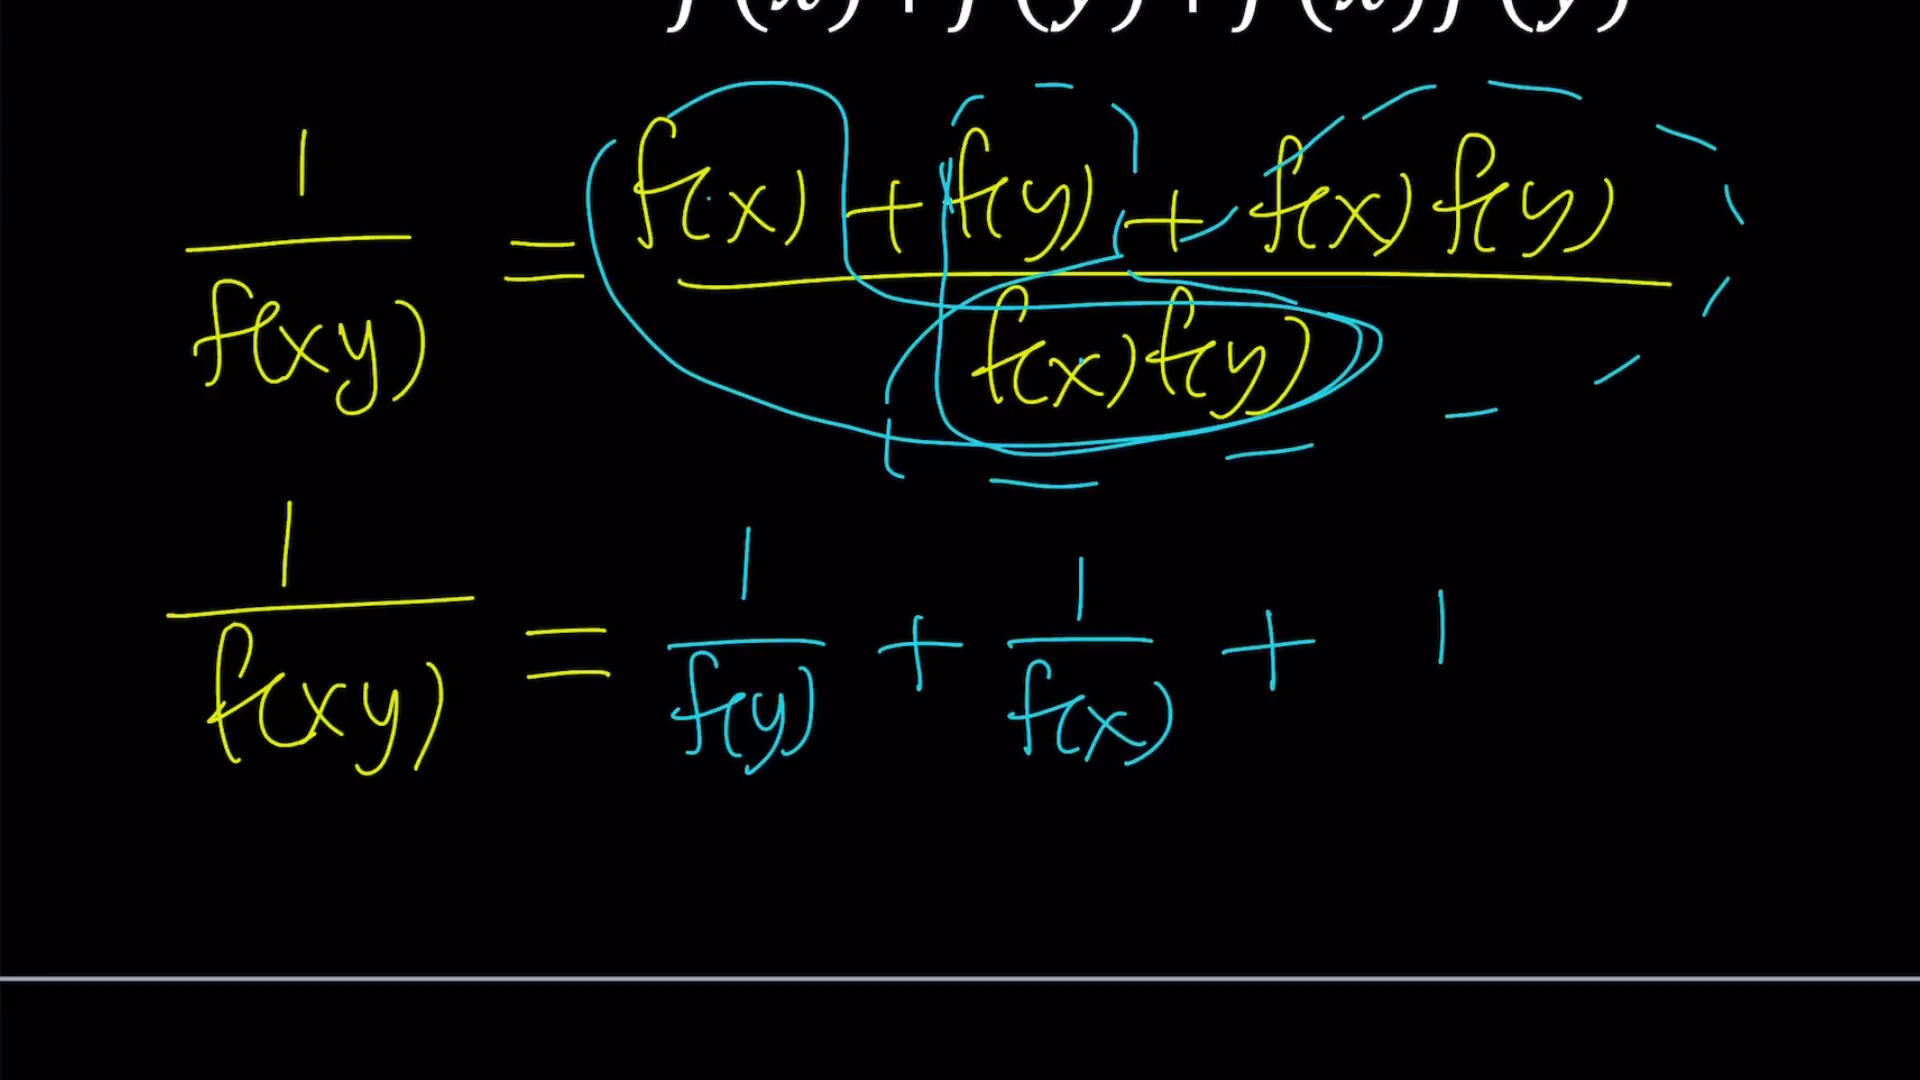 f(x)+f(y)+f(x)f(y)
1/f(xy) = (f(x) + f(y) + f(x) f(y))/(f(x) f(y))
1/f(xy) = 1/f(y) + 1/f(x) + 1